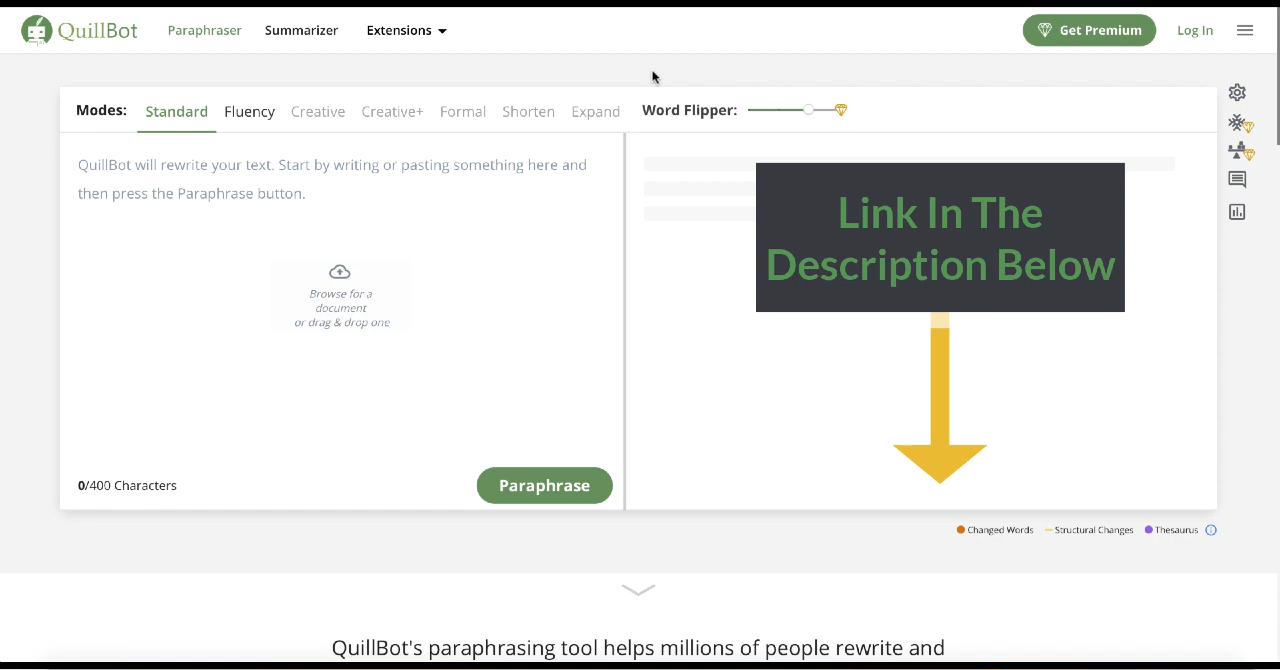 QuillBot Paraphraser Summarizer Extensions Get Premium Log In
Modes: Standard Fluency Creative Creative+ Formal Shorten Expand Word Flipper:
QuillBot will rewrite your text. Start by writing or pasting something here and
then press the Paraphrase button.
Browse for a
document
or drag & drop one
0/400 Characters
Paraphrase
Link In The
Description Below
Changed Words Structural Changes Thesaurus
QuillBot's paraphrasing tool helps millions of people rewrite and